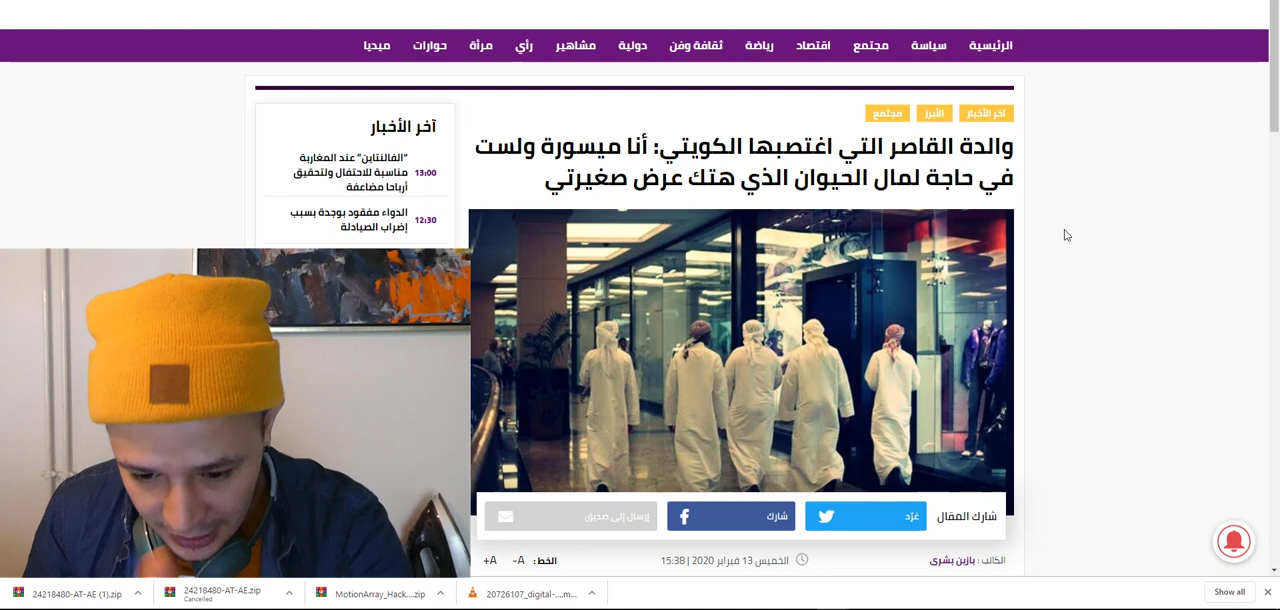 الرئيسية سياسة مجتمع اقتصاد رياضة ثقافة وفن دولية مشاهير رأي مرأة حوارات ميديا
آخر الأخبار الأبرز مجتمع
والدة القاصر التي اغتصبها الكويتي: أنا ميسورة ولست
في حاجة لمال الحيوان الذي هتك عرض صغيرتي
آخر الأخبار
13:00 "الفالنتاين" عند المغاربة
مناسبة للاحتفال ولتحقيق
أرباحا مضاعفة
12:30 الدواء مفقود بوجدة بسبب
إضراب الصيادلة
شارك المقال غرّد شارك إرسال إلى صديق
الكاتب : بازين بشرى الخميس 13 فبراير 2020 | 15:38 الخط : A- A+
24218480-AT-AE (1).zip
24218480-AT-AE.zip
Cancelled
MotionArray_Hack....zip
20726107_digital-....m...
Show all